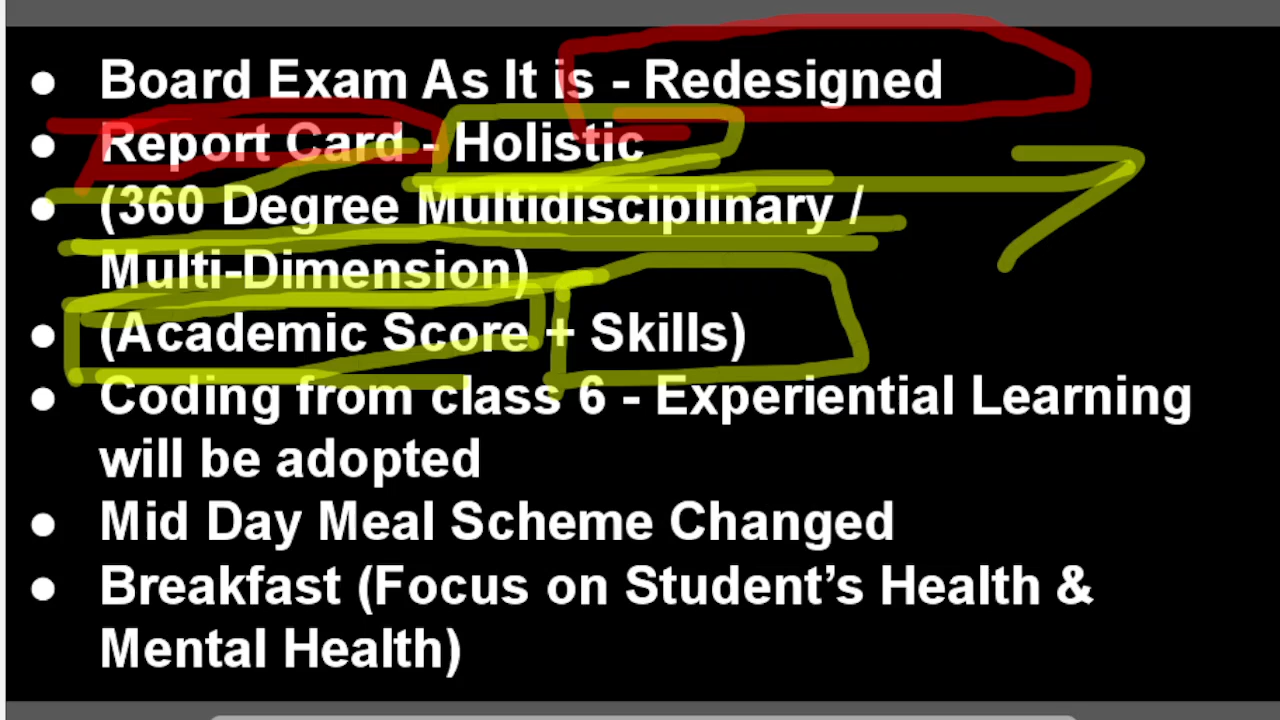 ● Board Exam As It is - Redesigned
● Report Card - Holistic
● (360 Degree Multidisciplinary /
Multi-Dimension)
● (Academic Score + Skills)
● Coding from class 6 - Experiential Learning
will be adopted
● Mid Day Meal Scheme Changed
● Breakfast (Focus on Student’s Health &
Mental Health)